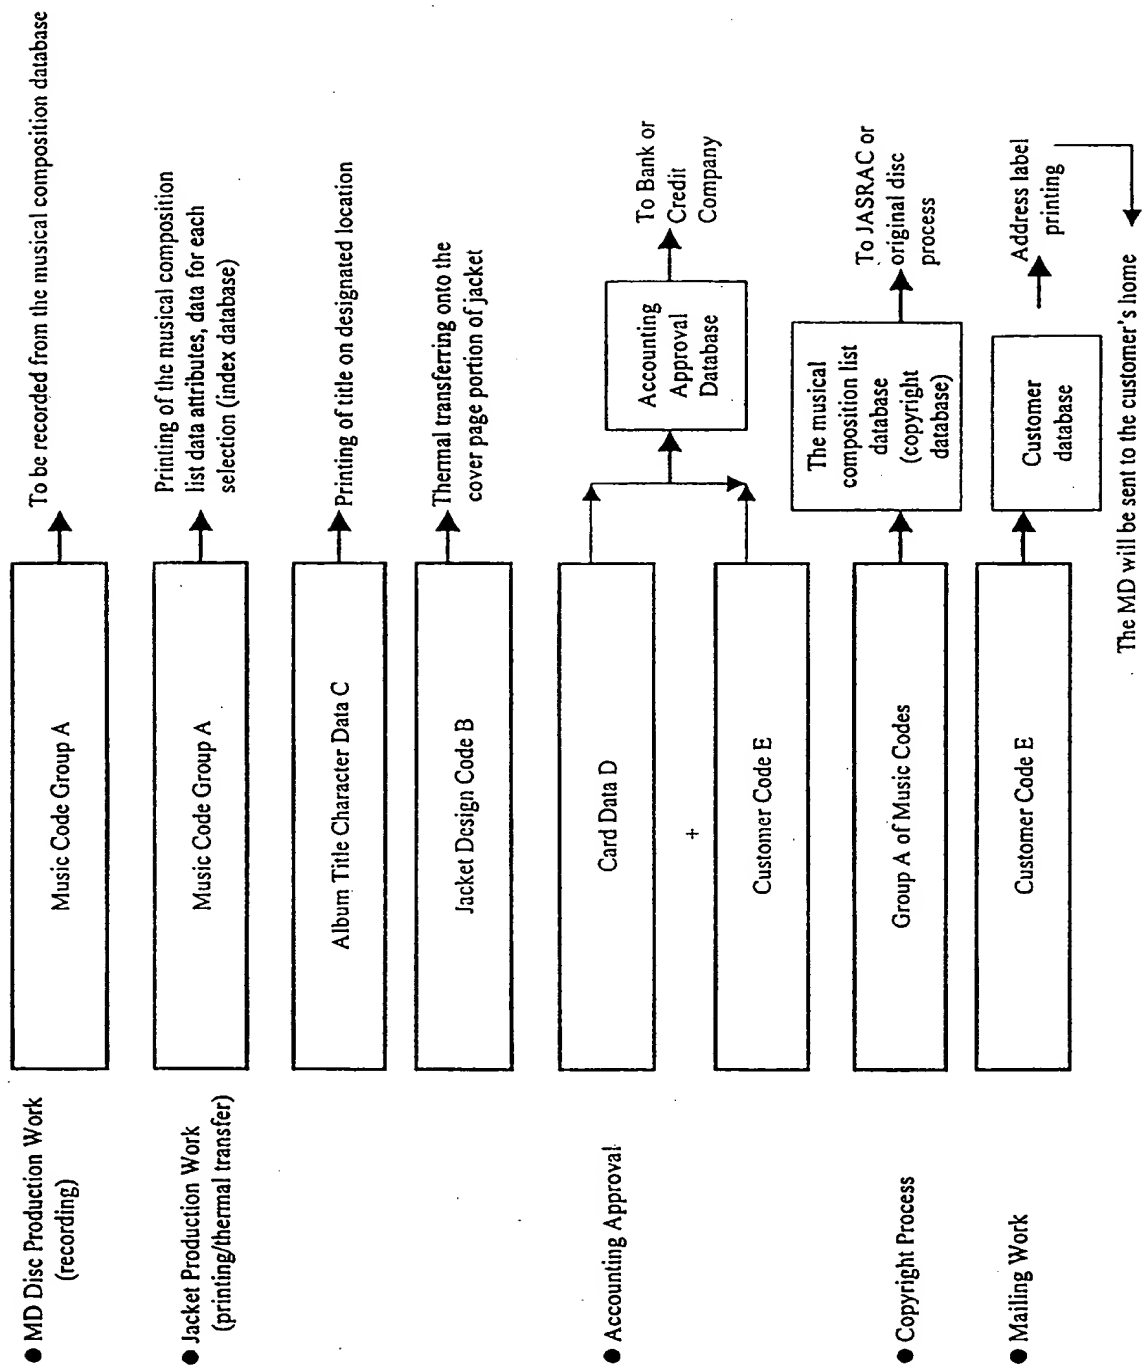 ● MD Disc Production Work
(recording)
Music Code Group A
To be recorded from the musical composition database
● Jacket Production Work
(printing/thermal transfer)
Music Code Group A
Printing of the musical composition
list data attributes, data for each
selection (index database)
Album Title Character Data C
Printing of title on designated location
Jacket Design Code B
Thermal transferring onto the
cover page portion of jacket
● Accounting Approval
Card Data D
+
Customer Code E
Accounting
Approval
Database
To Bank or
Credit
Company
● Copyright Process
Group A of Music Codes
The musical
composition list
database
(copyright
database)
To JASRAC or
original disc
process
● Mailing Work
Customer Code E
Customer
database
Address label
printing
The MD will be sent to the customer's home